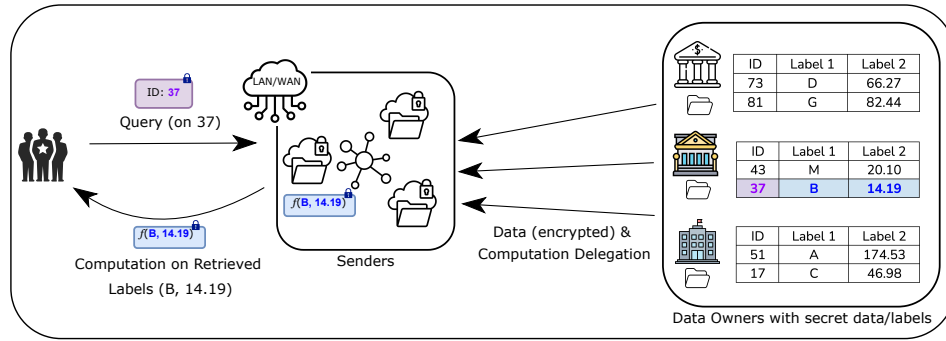 LAN/WAN
ID: 37
Query (on 37)
f(B, 14.19)
f(B, 14.19)
Computation on Retrieved
Labels (B, 14.19)
Senders
Data (encrypted) &
Computation Delegation
$
ID Label 1 Label 2
73 D 66.27
81 G 82.44
ID Label 1 Label 2
43 M 20.10
37 B 14.19
ID Label 1 Label 2
51 A 174.53
17 C 46.98
Data Owners with secret data/labels